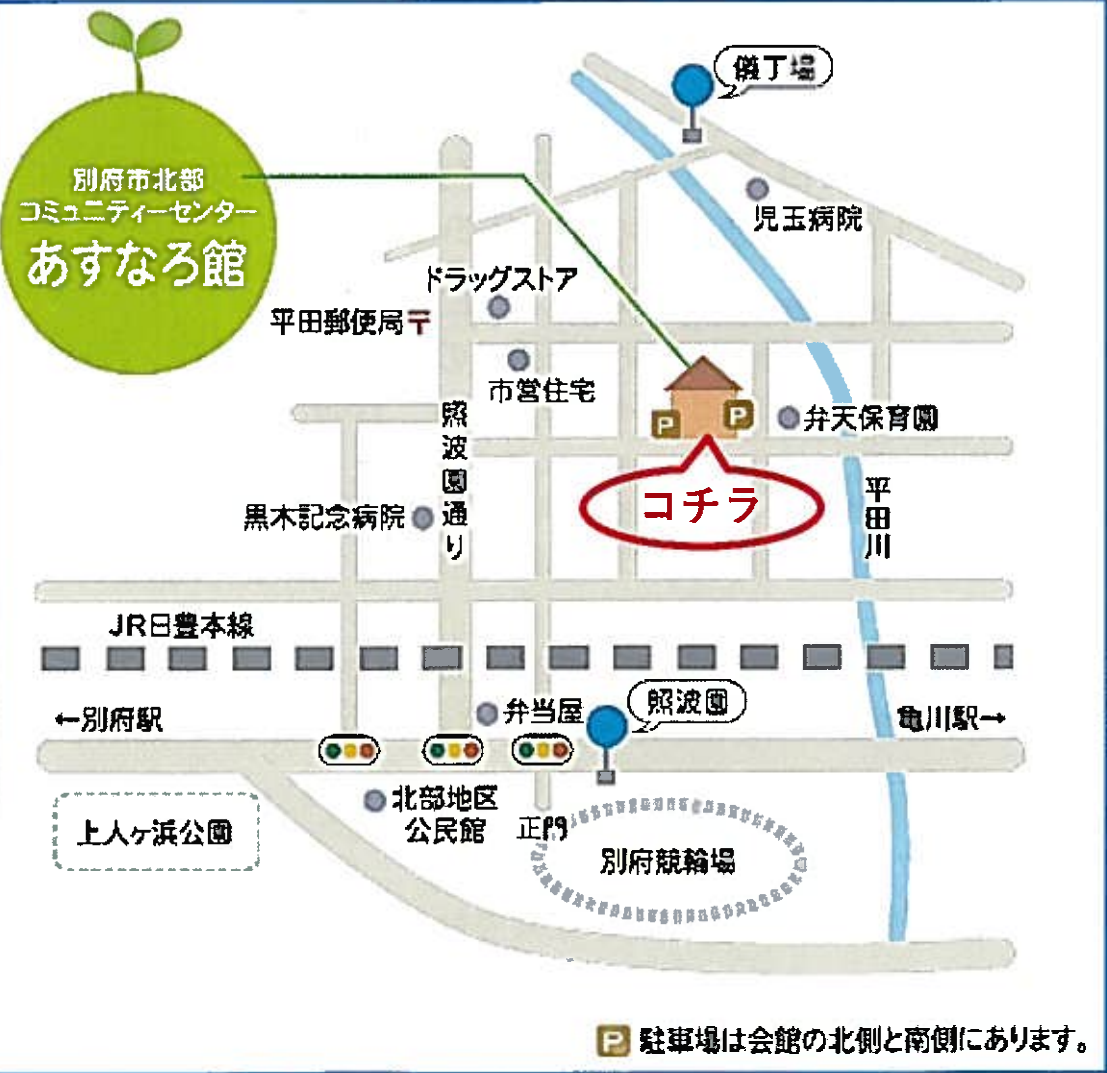 別府市北部
コミュニティーセンター
あすなろ館
儀丁場
児玉病院
ドラッグストア
平田郵便局〒
市営住宅
P
P
弁天保育園
照波園通り
コチラ
平田川
黒木記念病院
JR日豊本線
←別府駅
弁当屋
照波園
亀川駅→
北部地区
公民館
正門
上人ヶ浜公園
別府競輪場
P 駐車場は会館の北側と南側にあります。